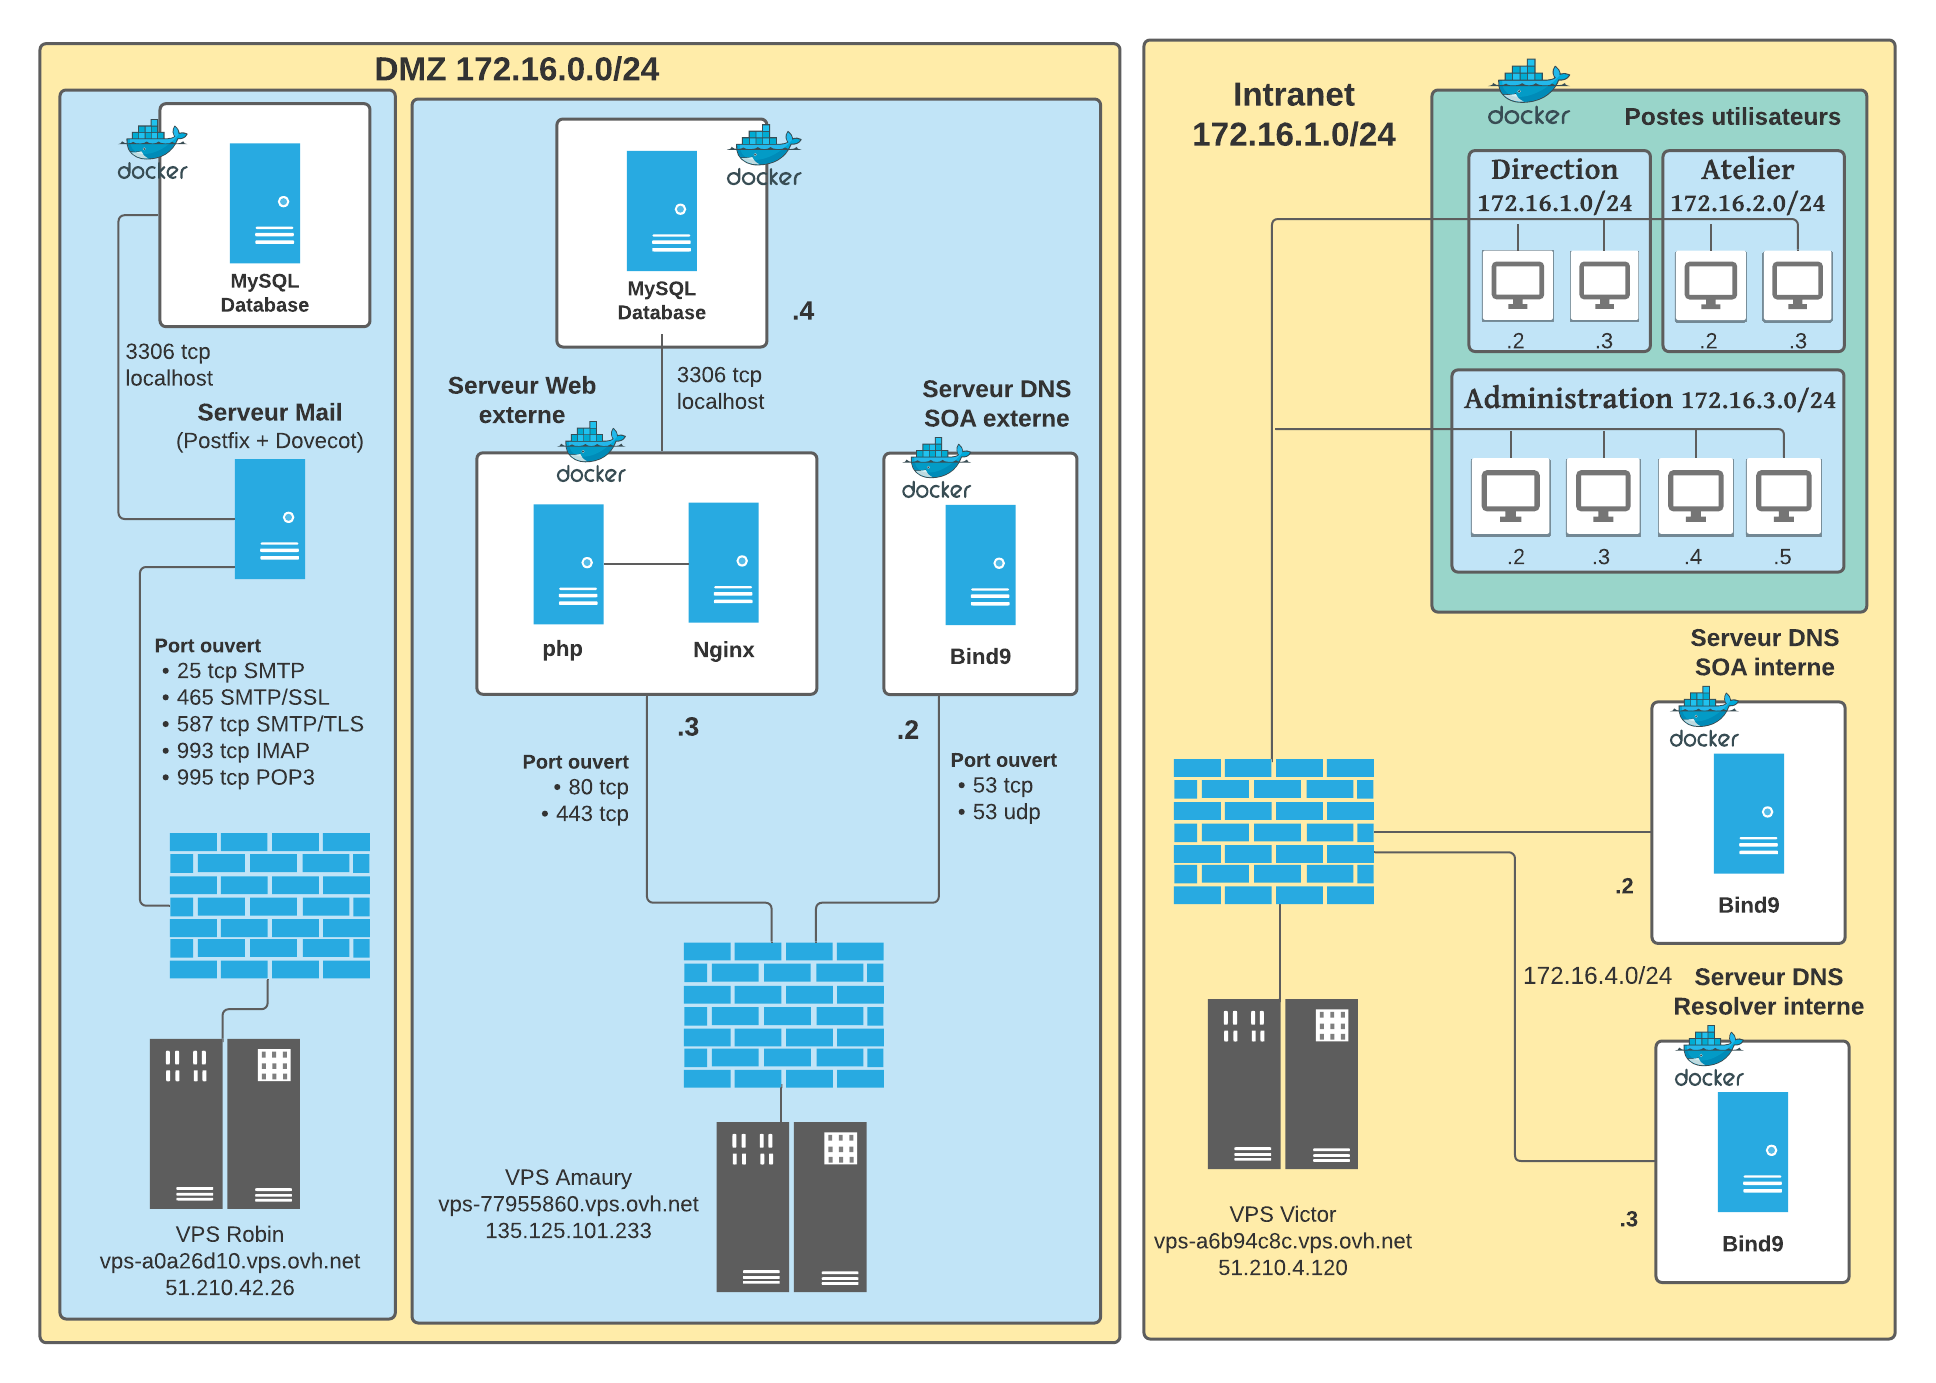 DMZ 172.16.0.0/24
docker
MySQL
Database
3306 tcp
localhost
Serveur Mail
(Postfix + Dovecot)
Port ouvert
• 25 tcp SMTP
• 465 SMTP/SSL
• 587 tcp SMTP/TLS
• 993 tcp IMAP
• 995 tcp POP3
VPS Robin
vps-a0a26d10.vps.ovh.net
51.210.42.26
docker
MySQL
Database
.4
3306 tcp
localhost
Serveur Web
externe
docker
php
Nginx
.3
Port ouvert
• 80 tcp
• 443 tcp
Serveur DNS
SOA externe
docker
Bind9
.2
Port ouvert
• 53 tcp
• 53 udp
VPS Amaury
vps-77955860.vps.ovh.net
135.125.101.233
Intranet
172.16.1.0/24
docker
Postes utilisateurs
Direction
172.16.1.0/24
.2
.3
Atelier
172.16.2.0/24
.2
.3
Administration 172.16.3.0/24
.2
.3
.4
.5
Serveur DNS
SOA interne
docker
Bind9
.2
172.16.4.0/24
Serveur DNS
Resolver interne
docker
Bind9
.3
VPS Victor
vps-a6b94c8c.vps.ovh.net
51.210.4.120